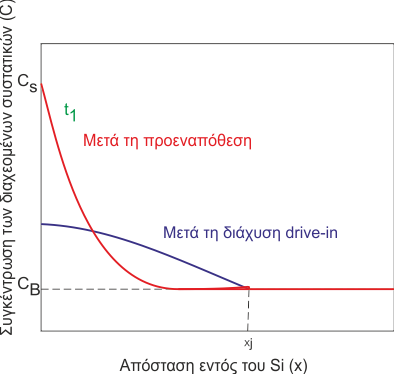 Συγκέντρωση των διαχεομένων συστατικών (C)
Cs
t1
Μετά τη προεναπόθεση
Μετά τη διάχυση drive-in
CB
xj
Απόσταση εντός του Si (x)